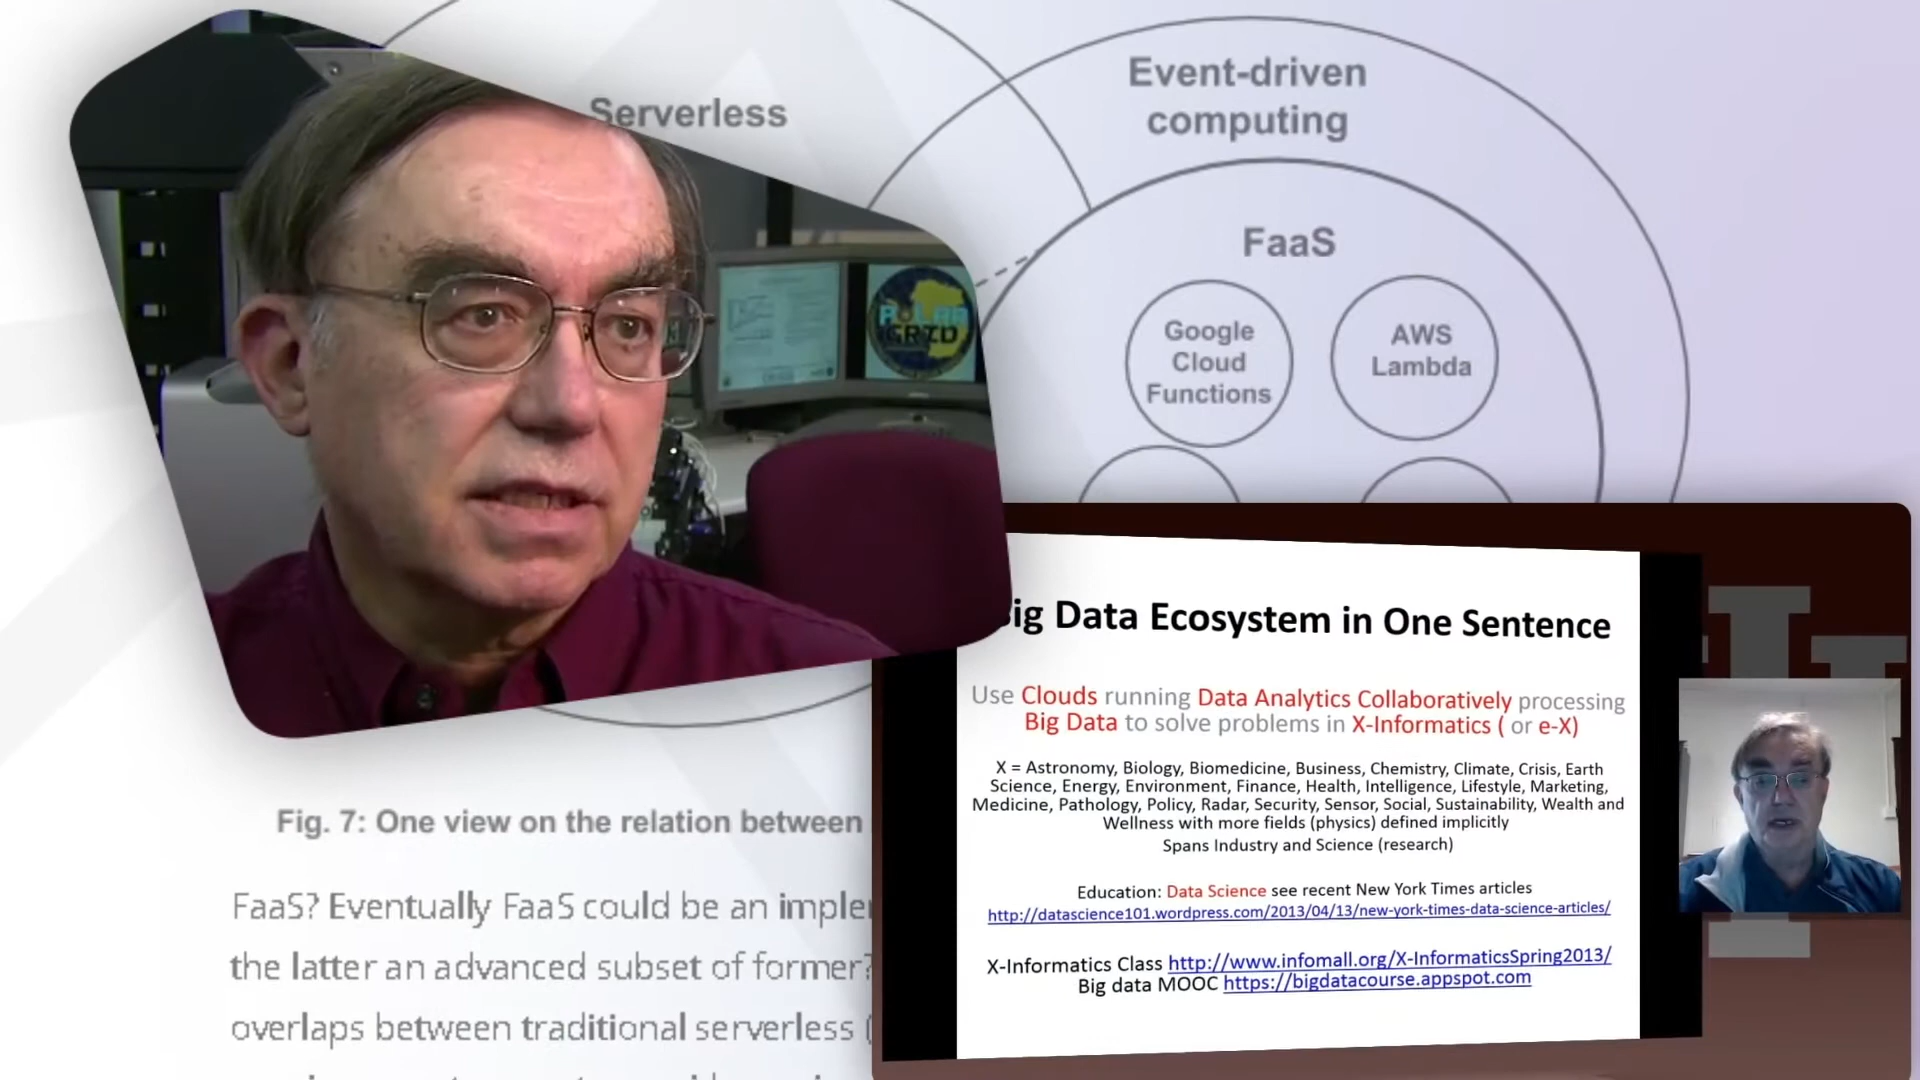 Serverless
Event-driven
computing
FaaS
Google
Cloud
Functions
AWS
Lambda
POLAR
GRID
ig Data Ecosystem in One Sentence
Use Clouds running Data Analytics Collaboratively processing
Big Data to solve problems in X-Informatics ( or e-X)
X = Astronomy, Biology, Biomedicine, Business, Chemistry, Climate, Crisis, Earth
Science, Energy, Environment, Finance, Health, Intelligence, Lifestyle, Marketing,
Medicine, Pathology, Policy, Radar, Security, Sensor, Social, Sustainability, Wealth and
Wellness with more fields (physics) defined implicitly
Spans Industry and Science (research)
Education: Data Science see recent New York Times articles
http://datascience101.wordpress.com/2013/04/13/new-york-times-data-science-articles/
X-Informatics Class http://www.infomall.org/X-InformaticsSpring2013/
Big data MOOC https://bigdatacourse.appspot.com
Fig. 7: One view on the relation between
FaaS? Eventually FaaS could be an imple
the latter an advanced subset of former?
overlaps between traditional serverless (